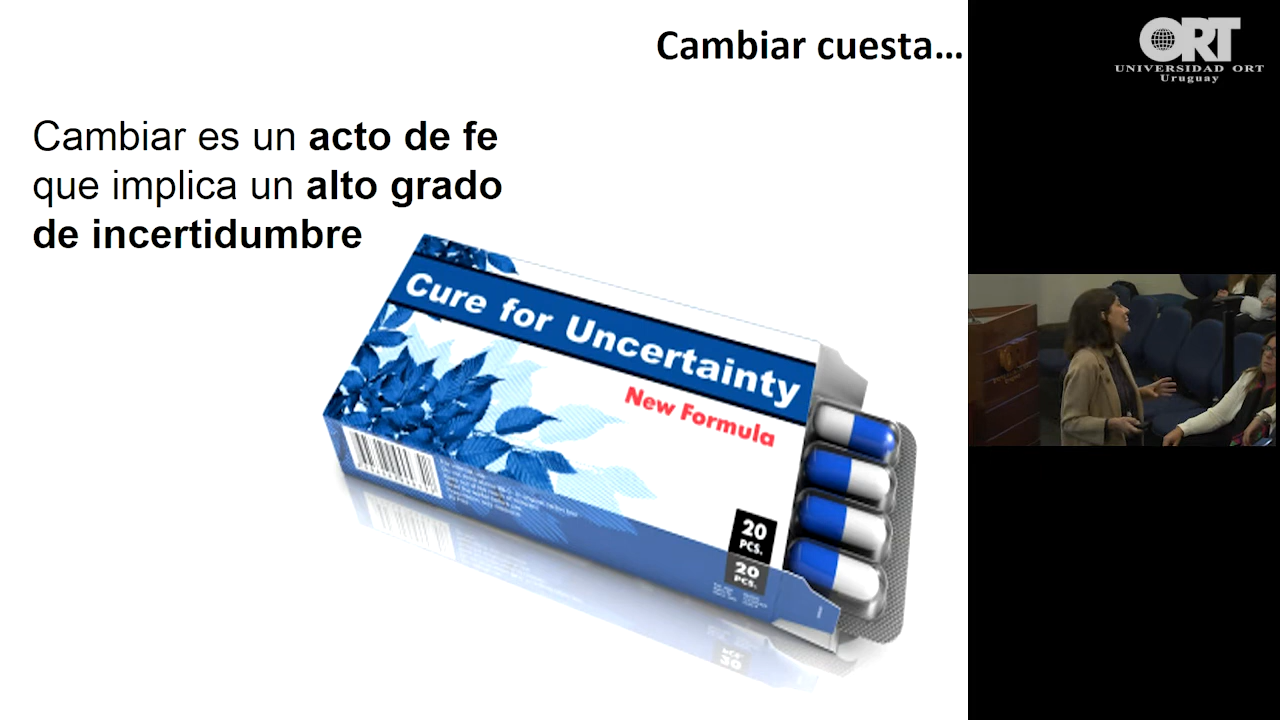 Cambiar cuesta...
Cambiar es un acto de fe
que implica un alto grado
de incertidumbre
Cure for Uncertainty
New Formula
20
PCS.
20
PCS.
ORT
UNIVERSIDAD ORT
Uruguay